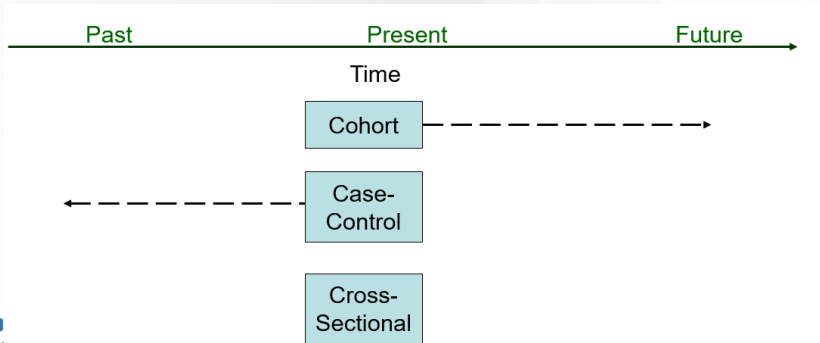 Past Present Future
Time
Cohort
Case-
Control
Cross-
Sectional